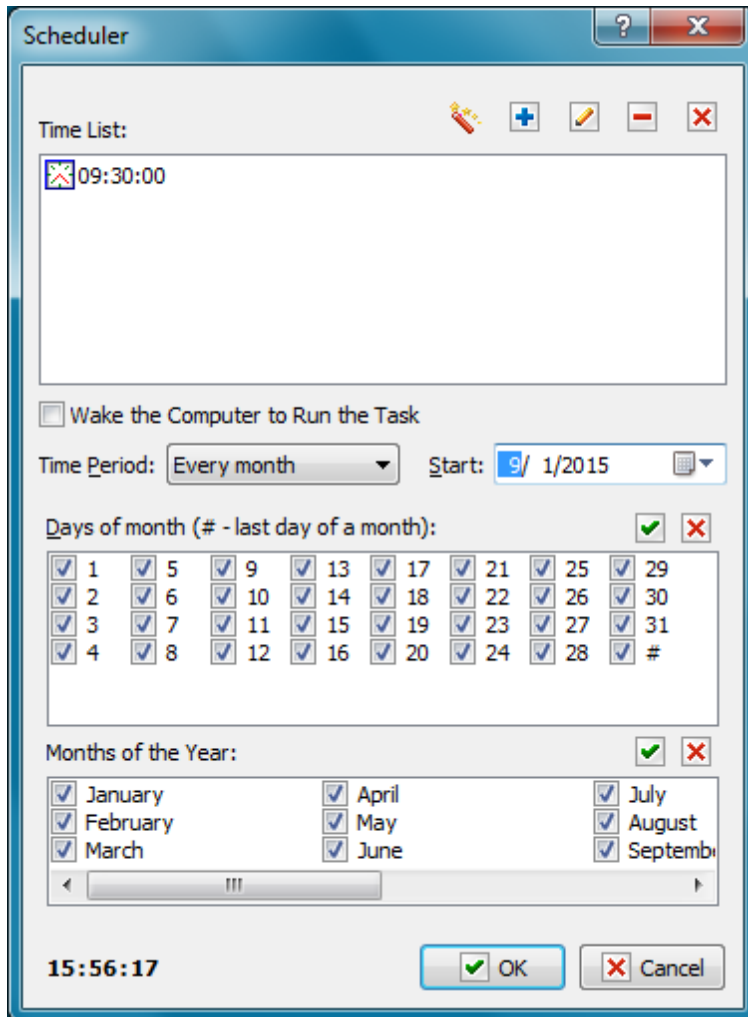 Scheduler
Time List:
09:30:00
Wake the Computer to Run the Task
Time Period: Every month Start: 9/ 1/2015
Days of month (# - last day of a month):
1 5 9 13 17 21 25 29
2 6 10 14 18 22 26 30
3 7 11 15 19 23 27 31
4 8 12 16 20 24 28 #
Months of the Year:
January April July
February May August
March June Septembe
15:56:17 OK Cancel